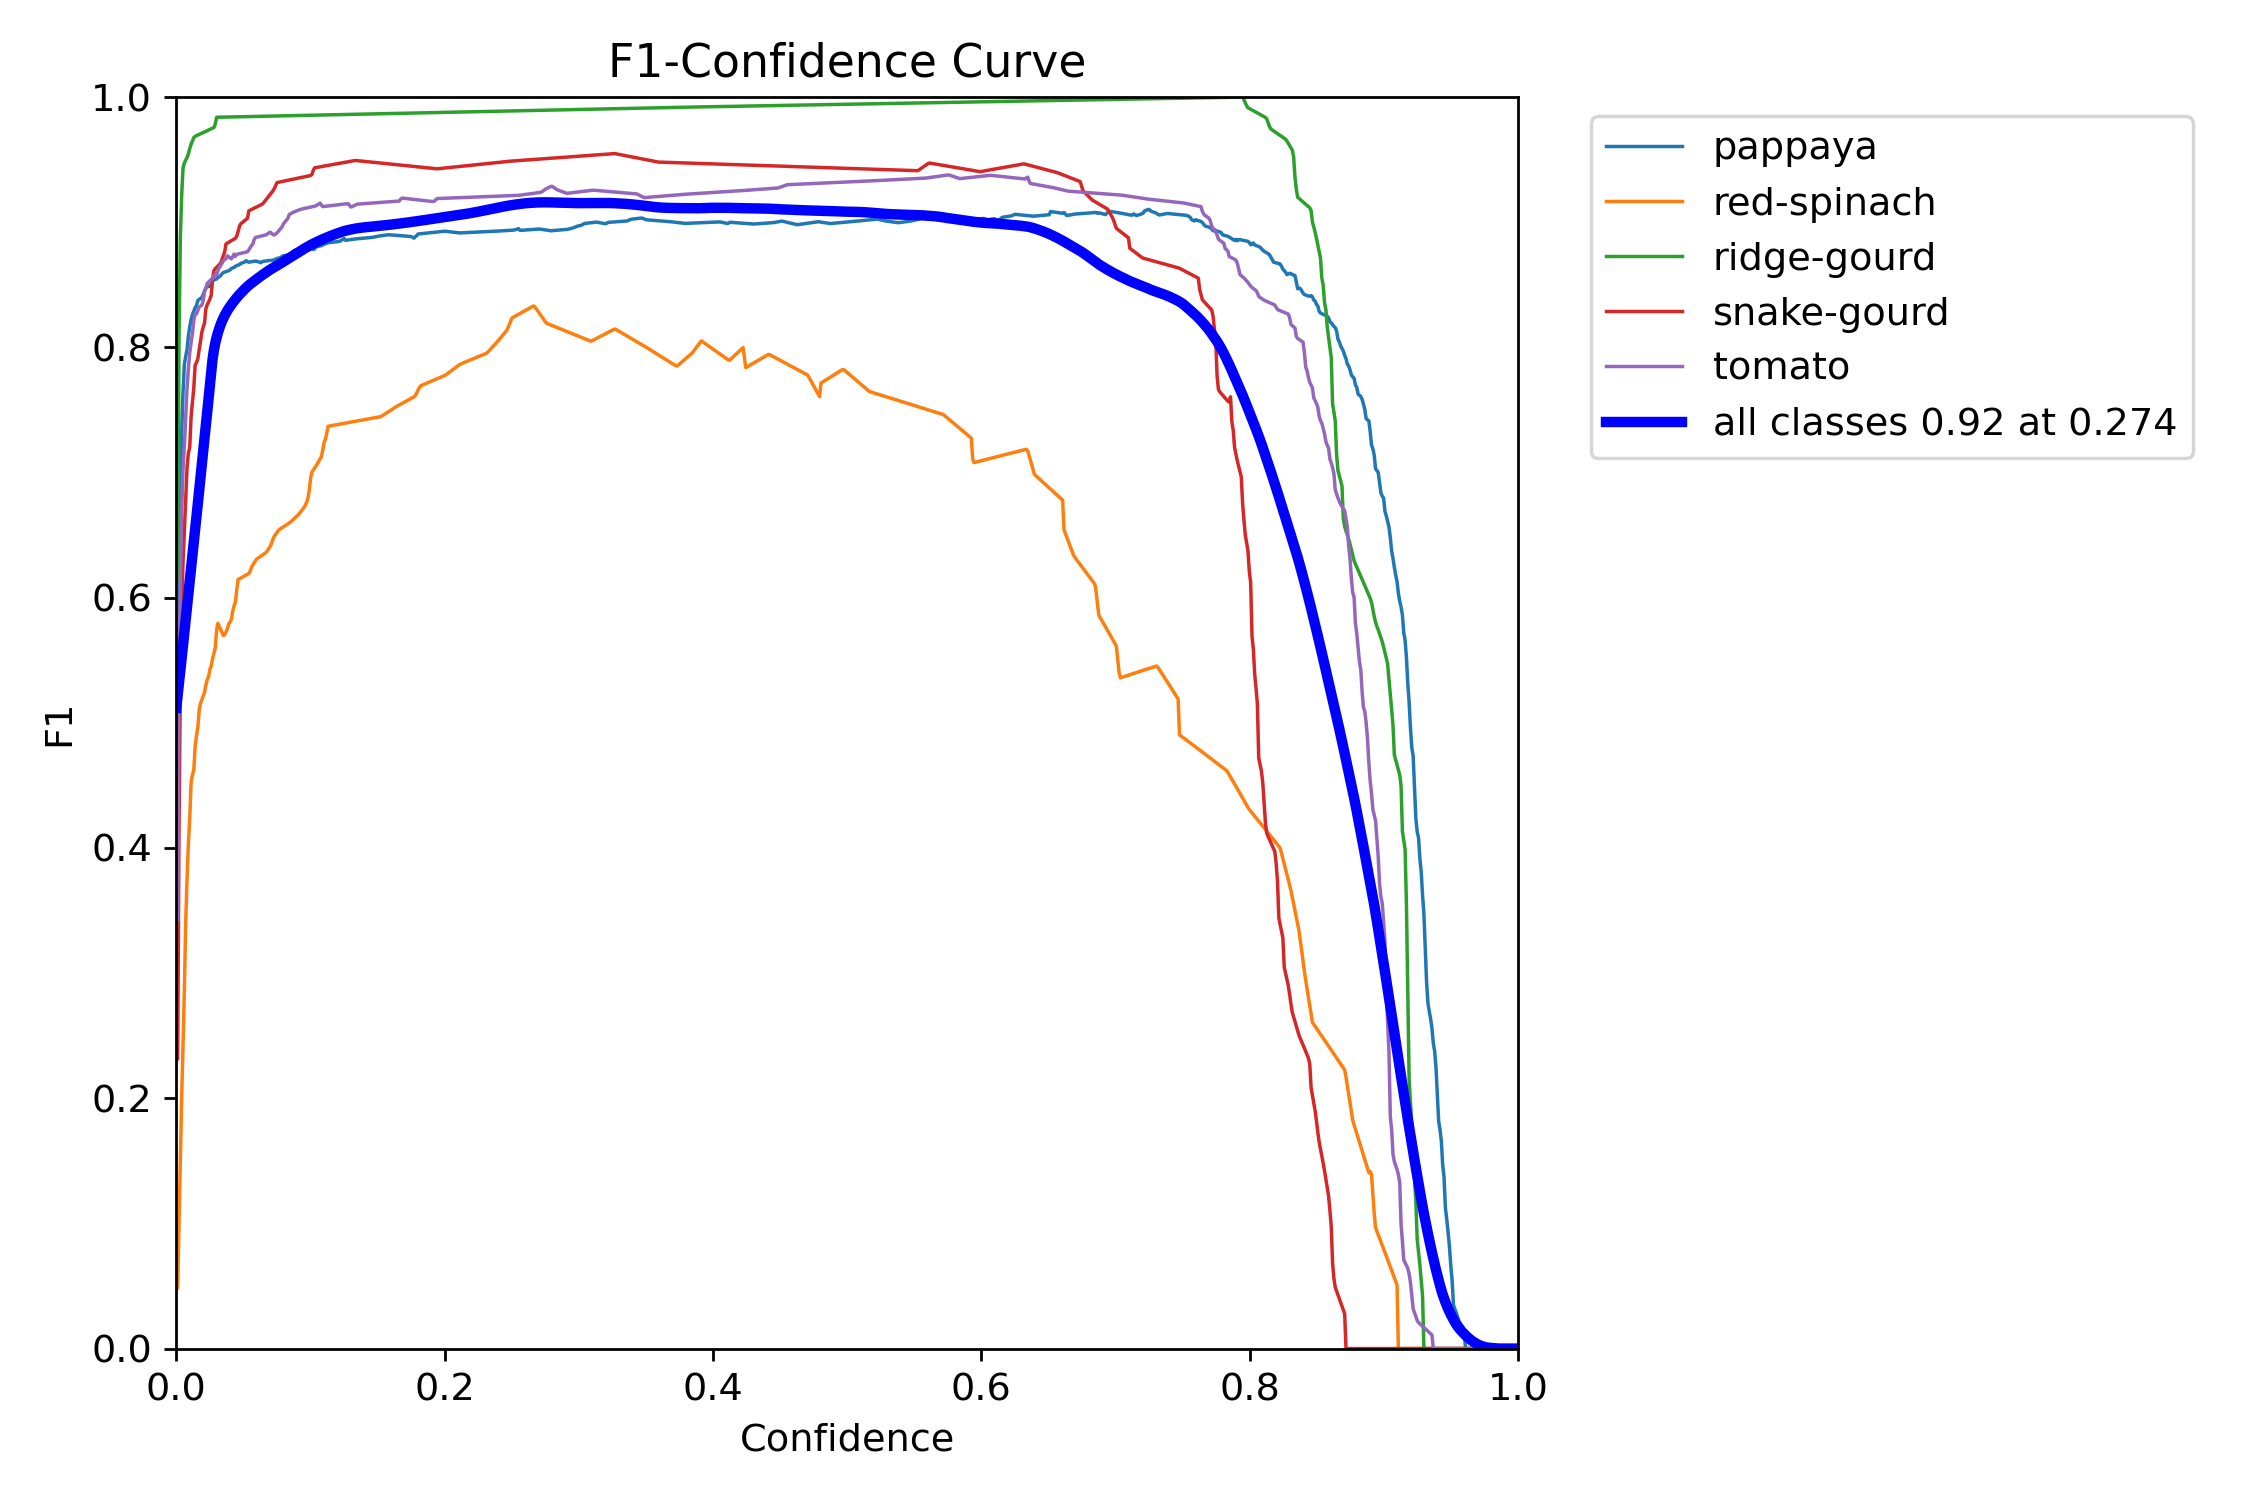 F1-Confidence Curve
1.0
0.8
0.6
0.4
0.2
0.0
F1
0.0 0.2 0.4 0.6 0.8 1.0
Confidence
pappaya
red-spinach
ridge-gourd
snake-gourd
tomato
all classes 0.92 at 0.274